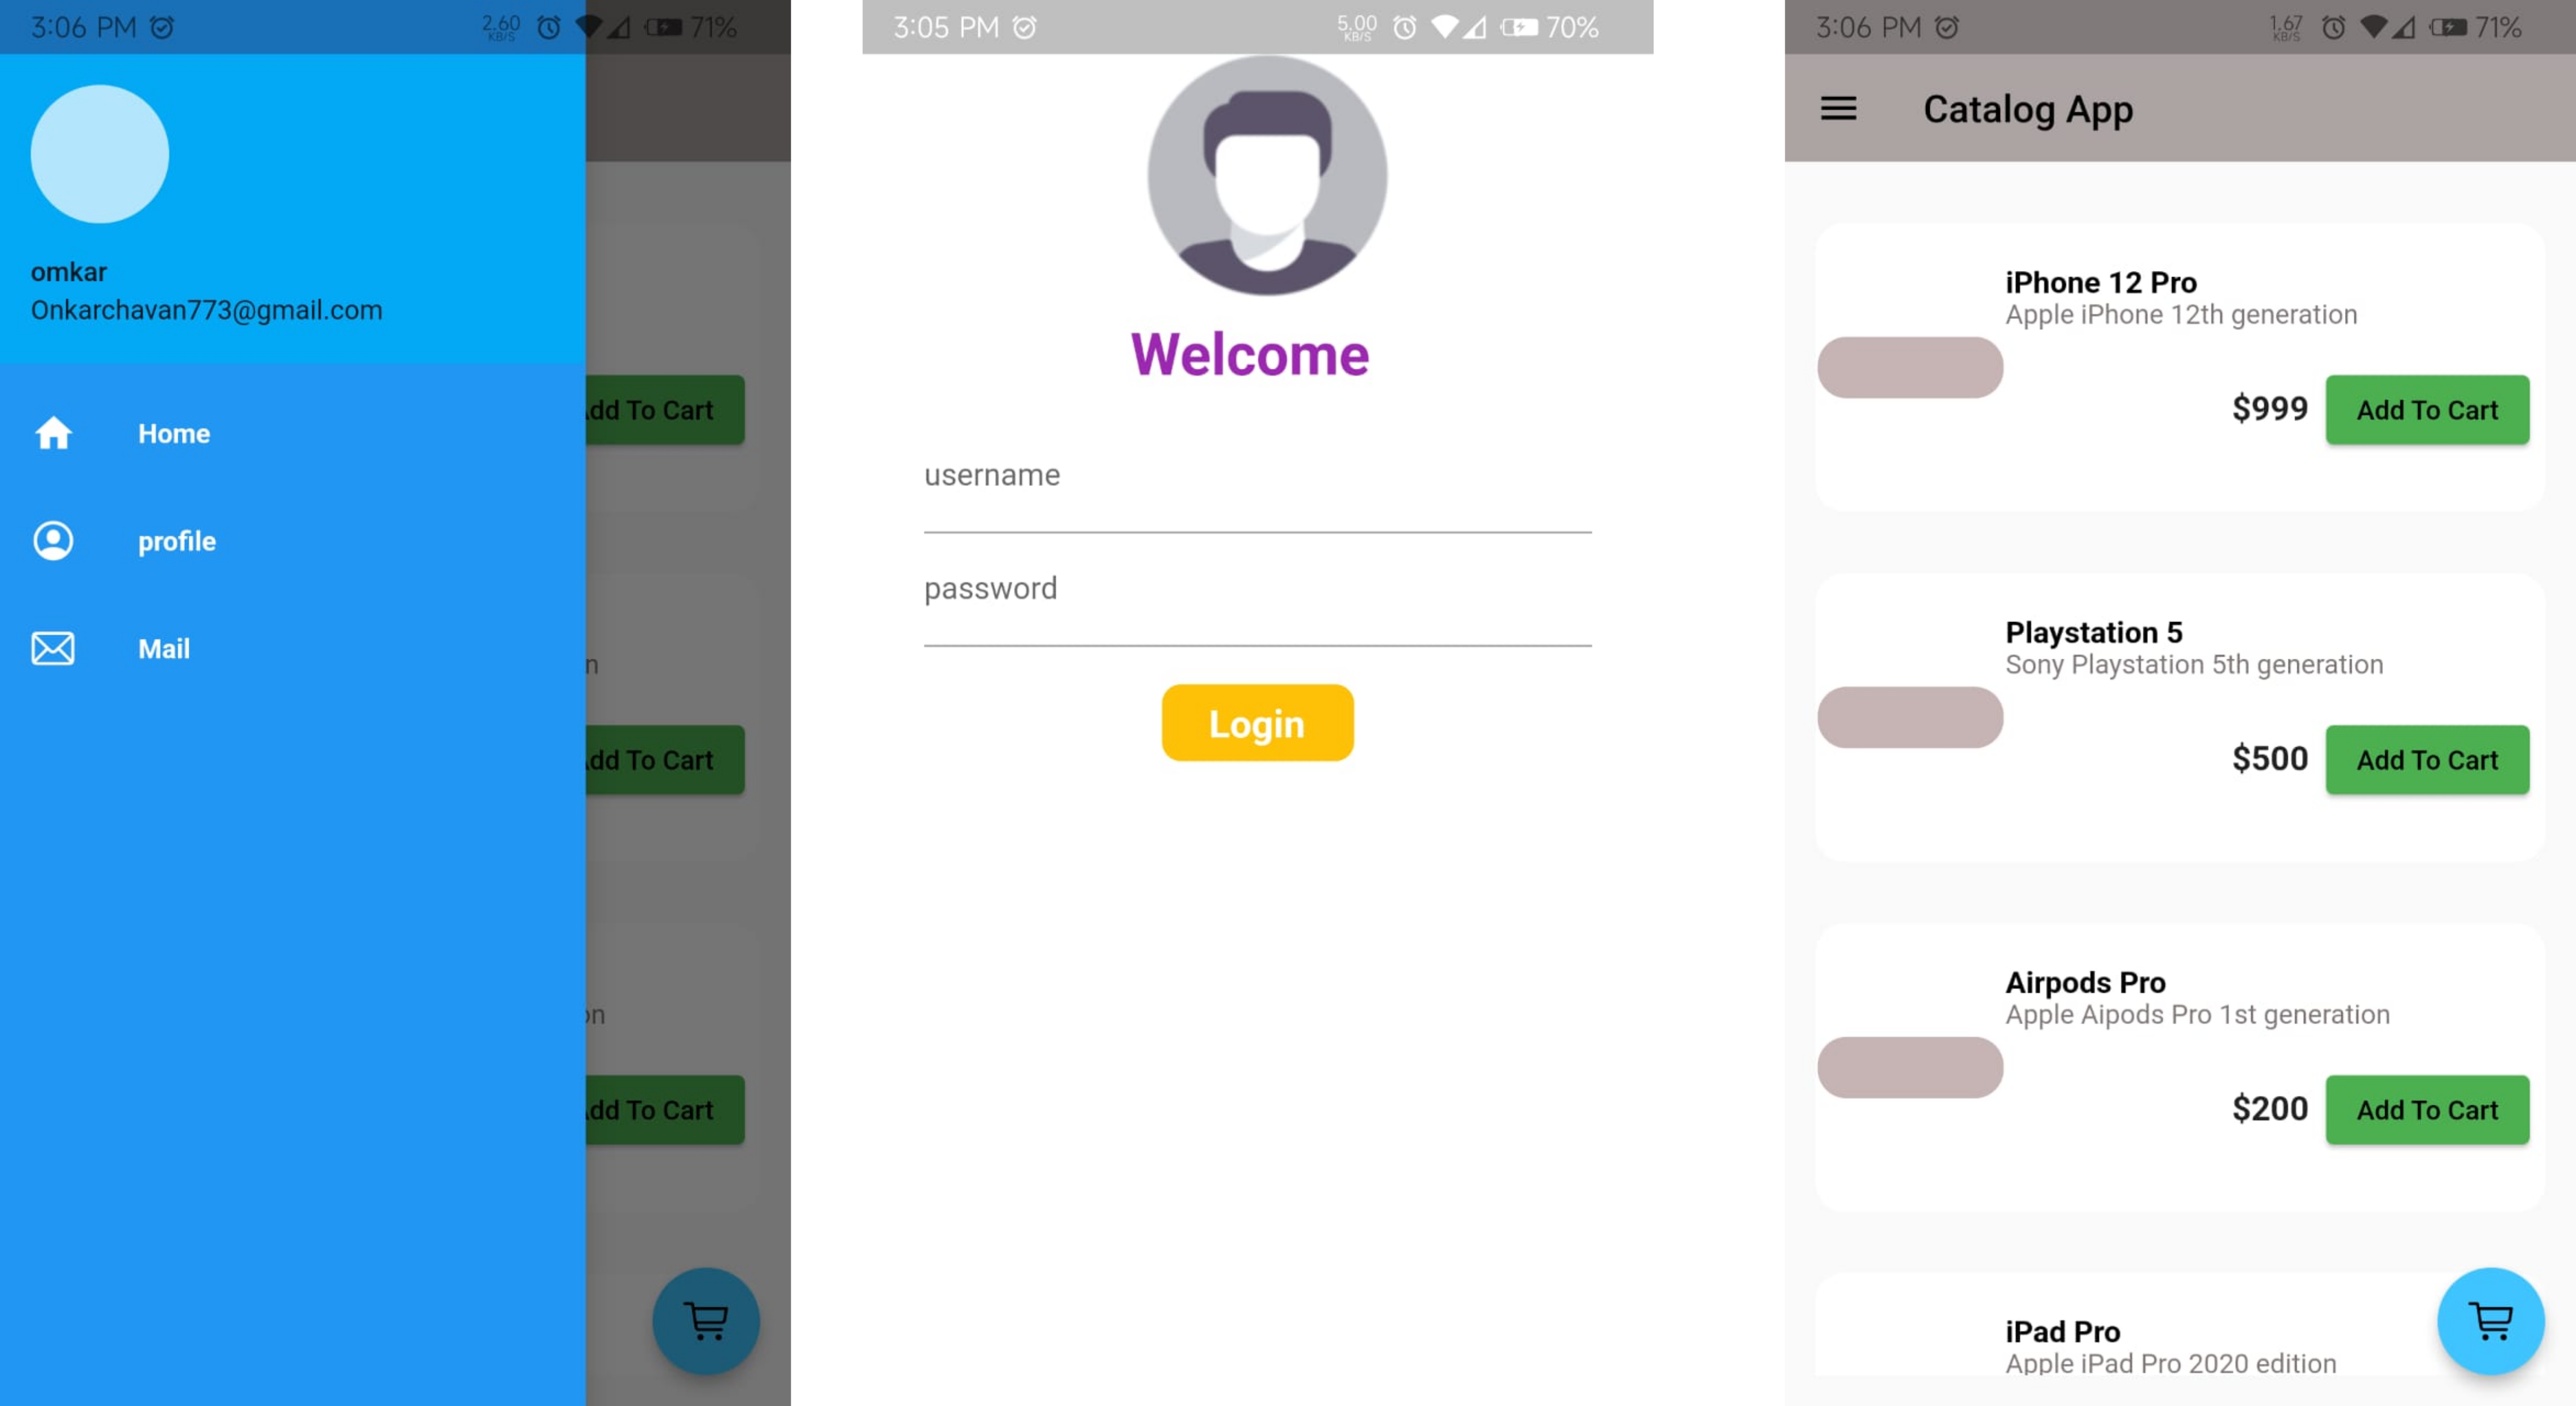 3:06 PM
2.60
KB/S
71%
omkar
Onkarchavan773@gmail.com
Home
profile
Mail
dd To Cart
n
dd To Cart
on
dd To Cart
3:05 PM
5.00
KB/S
70%
Welcome
username
password
Login
3:06 PM
1.67
KB/S
71%
Catalog App
iPhone 12 Pro
Apple iPhone 12th generation
$999
Add To Cart
Playstation 5
Sony Playstation 5th generation
$500
Add To Cart
Airpods Pro
Apple Aipods Pro 1st generation
$200
Add To Cart
iPad Pro
Apple iPad Pro 2020 edition